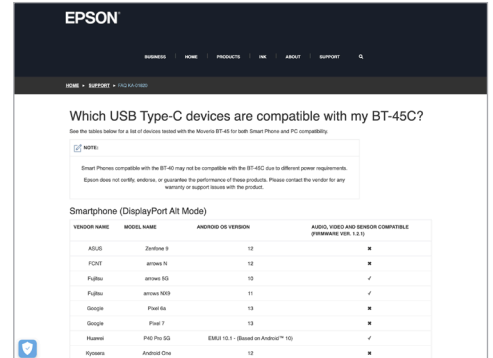 EPSON
BUSINESS HOME PRODUCTS INK ABOUT SUPPORT
HOME ▸ SUPPORT ▸ FAQ KA-01920
Which USB Type-C devices are compatible with my BT-45C?
See the tables below for a list of devices tested with the Moverio BT-45 for both Smart Phone and PC compatibility.
NOTE:
Smart Phones compatible with the BT-40 may not be compatible with the BT-45C due to different power requirements.
Epson does not certify, endorse, or guarantee the performance of these products. Please contact the vendor for any
warranty or support issues with the product.
Smartphone (DisplayPort Alt Mode)
VENDOR NAME MODEL NAME ANDROID OS VERSION AUDIO, VIDEO AND SENSOR COMPATIBLE
(FIRMWARE VER. 1.2.1)
ASUS Zenfone 9 12 ✖
FCNT arrows N 12 ✖
Fujitsu arrows 5G 10 ✓
Fujitsu arrows NX9 11 ✓
Google Pixel 6a 13 ✖
Google Pixel 7 13 ✖
Huawei P40 Pro 5G EMUI 10.1 - (Based on Android™ 10) ✓
Kyocera Android One 12 ✖